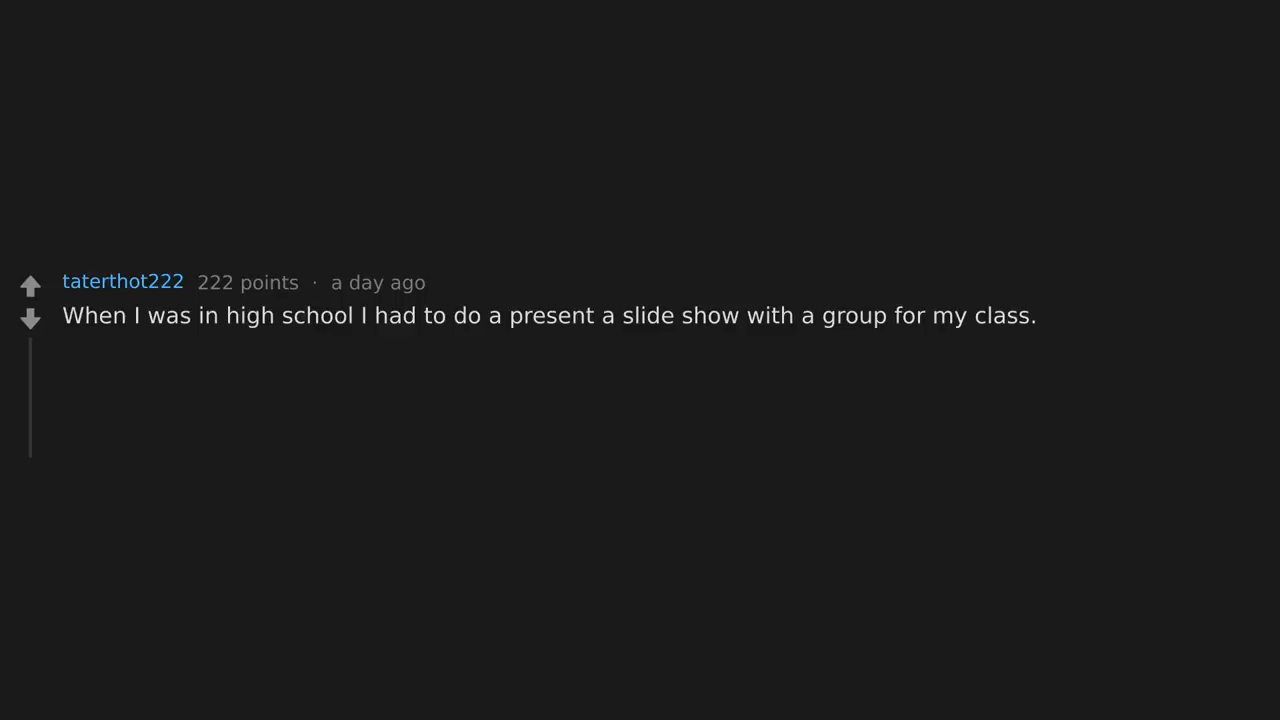 taterthot222 222 points · a day ago
When I was in high school I had to do a present a slide show with a group for my class.